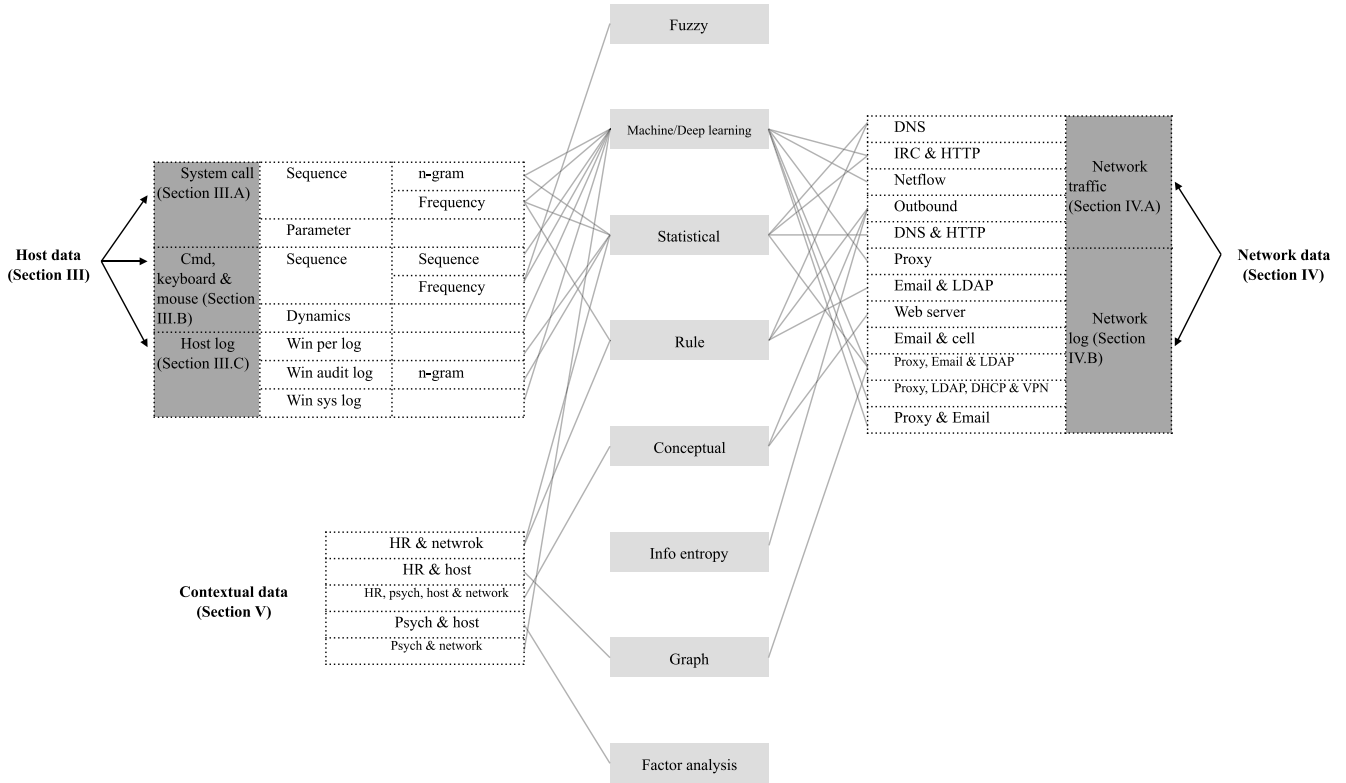 Fuzzy
Machine/Deep learning
Statistical
Rule
Conceptual
Info entropy
Graph
Factor analysis
Host data
(Section III)
System call
(Section III.A)
Sequence
n-gram
Frequency
Parameter
Cmd,
keyboard &
mouse (Section
III.B)
Sequence
Sequence
Frequency
Dynamics
Host log
(Section III.C)
Win per log
Win audit log
n-gram
Win sys log
Contextual data
(Section V)
HR & netwrok
HR & host
HR, psych, host & network
Psych & host
Psych & network
DNS
IRC & HTTP
Netflow
Outbound
DNS & HTTP
Proxy
Email & LDAP
Web server
Email & cell
Proxy, Email & LDAP
Proxy, LDAP, DHCP & VPN
Proxy & Email
Network
traffic
(Section IV.A)
Network
log (Section
IV.B)
Network data
(Section IV)